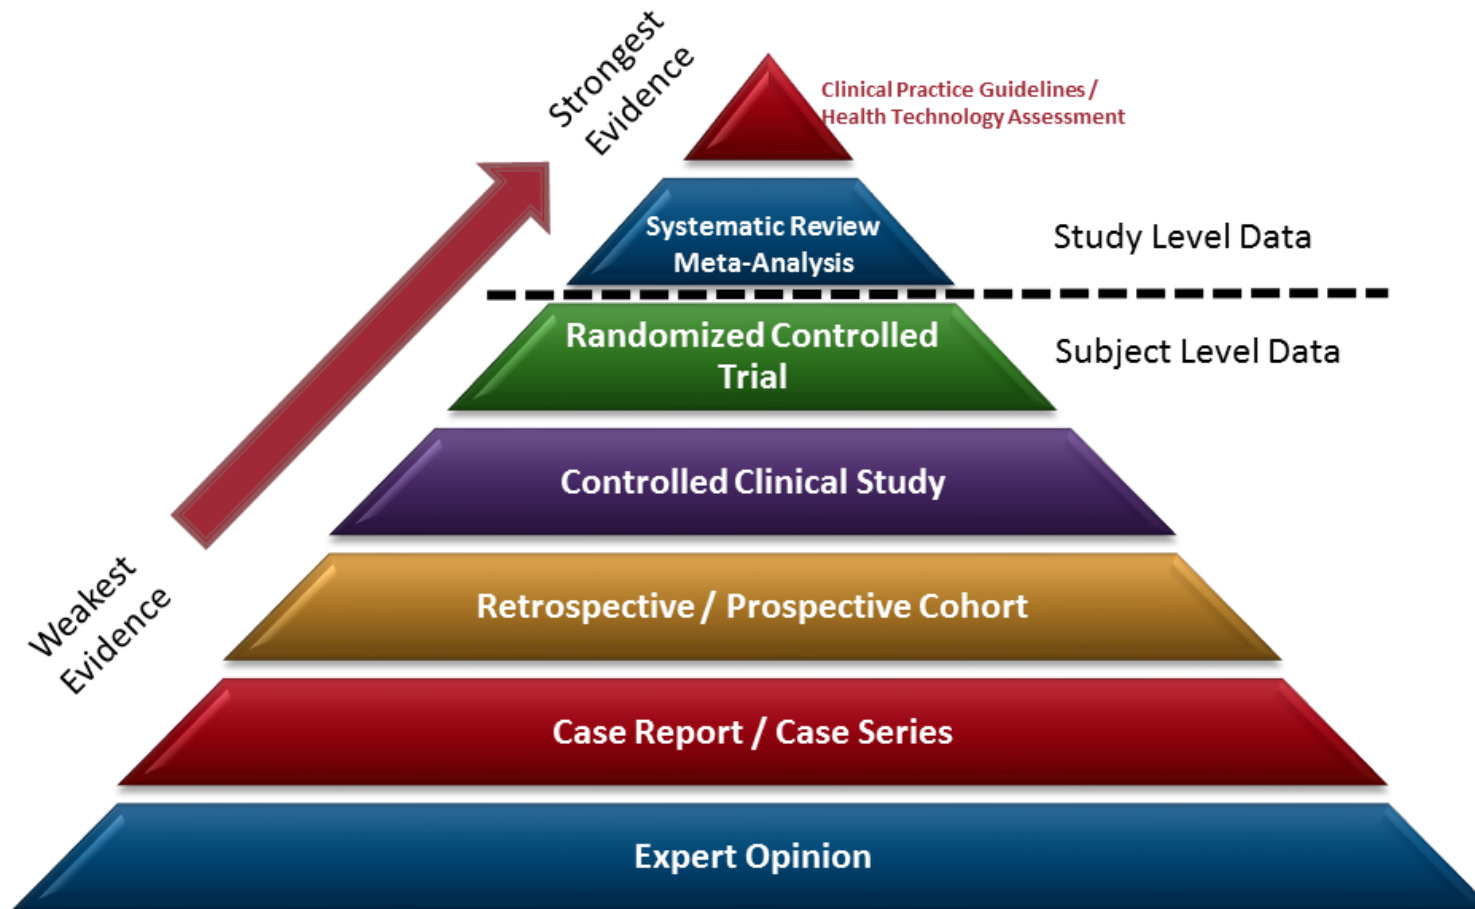 Strongest
Evidence
Clinical Practice Guidelines /
Health Technology Assessment
Systematic Review
Meta-Analysis
Study Level Data
Randomized Controlled
Trial
Subject Level Data
Controlled Clinical Study
Weakest
Evidence
Retrospective / Prospective Cohort
Case Report / Case Series
Expert Opinion